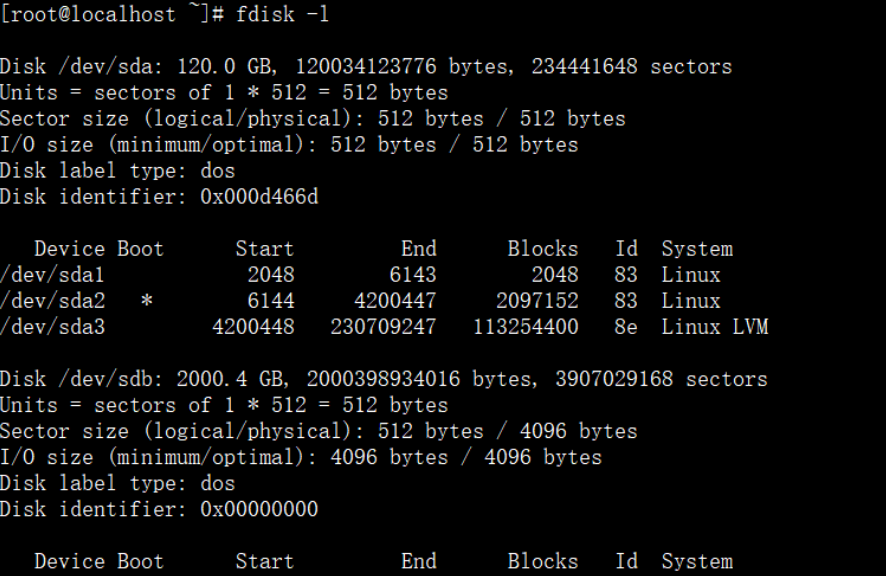 [root@localhost ~]# fdisk -l
Disk /dev/sda: 120.0 GB, 120034123776 bytes, 234441648 sectors
Units = sectors of 1 * 512 = 512 bytes
Sector size (logical/physical): 512 bytes / 512 bytes
I/O size (minimum/optimal): 512 bytes / 512 bytes
Disk label type: dos
Disk identifier: 0x000d466d
Device Boot Start End Blocks Id System
/dev/sda1 2048 6143 2048 83 Linux
/dev/sda2 * 6144 4200447 2097152 83 Linux
/dev/sda3 4200448 230709247 113254400 8e Linux LVM
Disk /dev/sdb: 2000.4 GB, 2000398934016 bytes, 3907029168 sectors
Units = sectors of 1 * 512 = 512 bytes
Sector size (logical/physical): 512 bytes / 4096 bytes
I/O size (minimum/optimal): 4096 bytes / 4096 bytes
Disk label type: dos
Disk identifier: 0x00000000
Device Boot Start End Blocks Id System